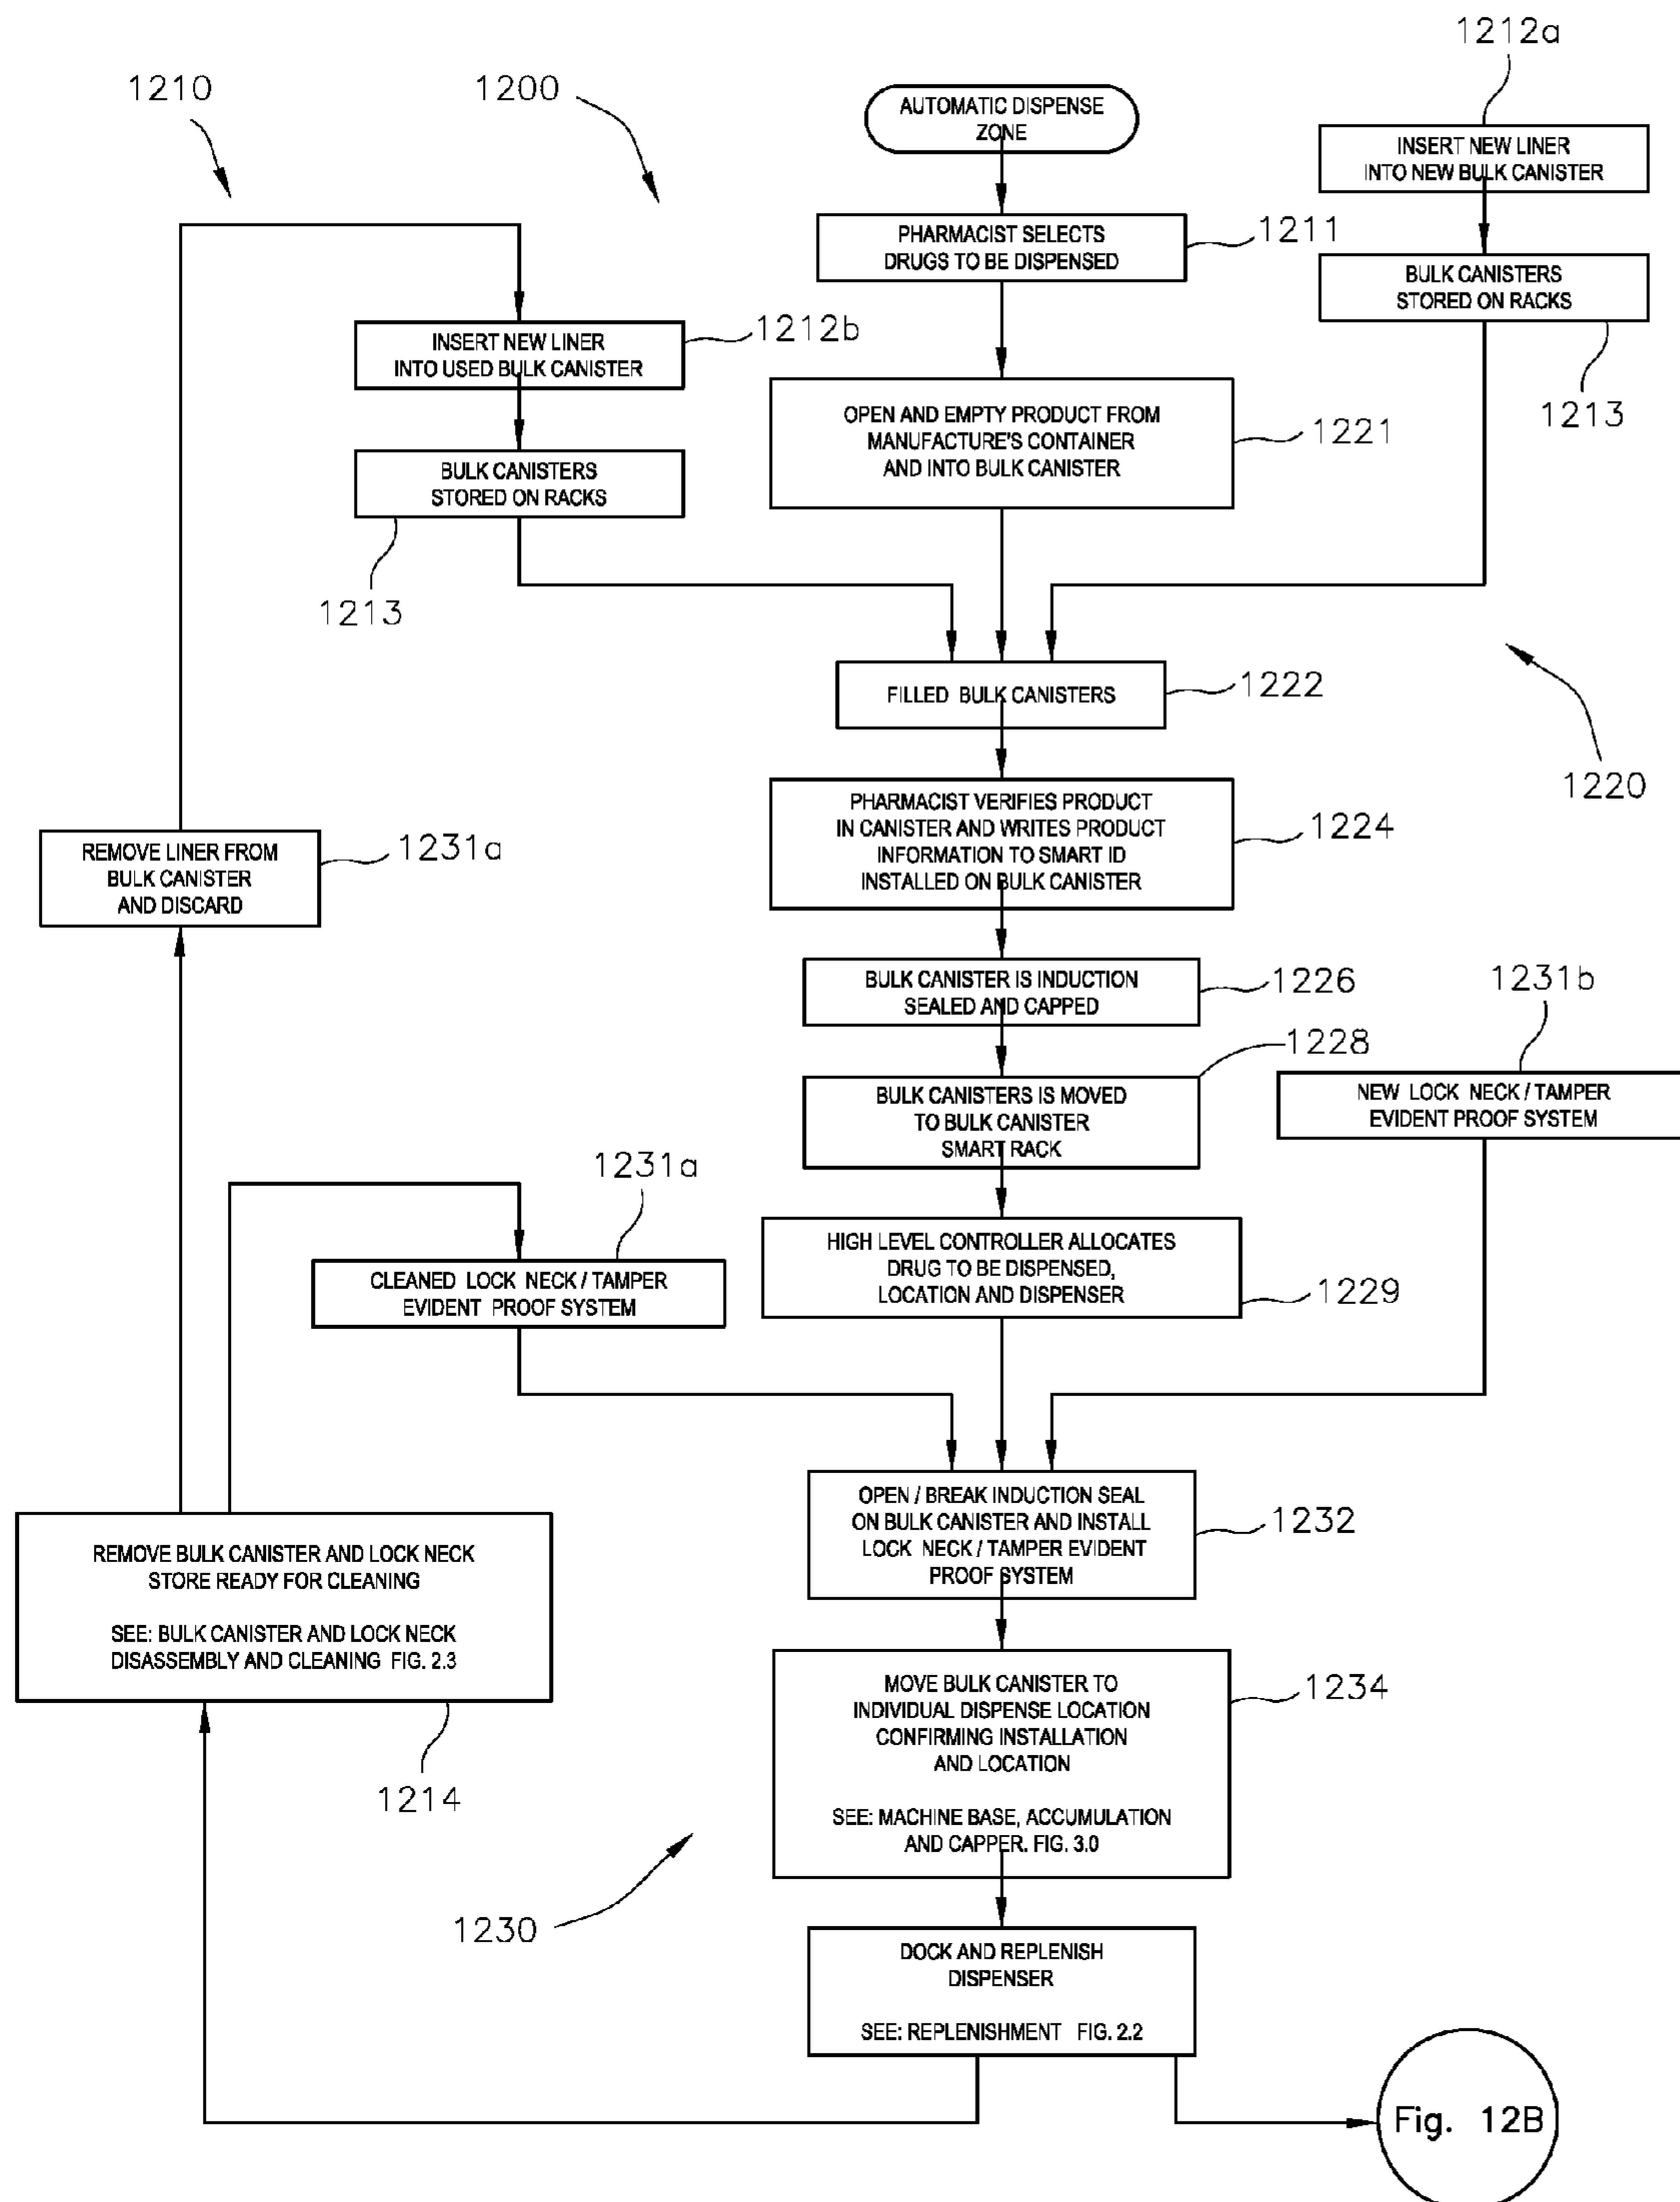 1212a
1210
1200
AUTOMATIC DISPENSE
ZONE
INSERT NEW LINER
INTO NEW BULK CANISTER
PHARMACIST SELECTS
DRUGS TO BE DISPENSED
1211
BULK CANISTERS
STORED ON RACKS
1213
INSERT NEW LINER
INTO USED BULK CANISTER
1212b
OPEN AND EMPTY PRODUCT FROM
MANUFACTURE'S CONTAINER
AND INTO BULK CANISTER
1221
BULK CANISTERS
STORED ON RACKS
1213
FILLED BULK CANISTERS
1222
1220
PHARMACIST VERIFIES PRODUCT
IN CANISTER AND WRITES PRODUCT
INFORMATION TO SMART ID
INSTALLED ON BULK CANISTER
1224
REMOVE LINER FROM
BULK CANISTER
AND DISCARD
1231a
BULK CANISTER IS INDUCTION
SEALED AND CAPPED
1226
1231b
1228
BULK CANISTERS IS MOVED
TO BULK CANISTER
SMART RACK
NEW LOCK NECK / TAMPER
EVIDENT PROOF SYSTEM
1231a
CLEANED LOCK NECK / TAMPER
EVIDENT PROOF SYSTEM
HIGH LEVEL CONTROLLER ALLOCATES
DRUG TO BE DISPENSED,
LOCATION AND DISPENSER
1229
OPEN / BREAK INDUCTION SEAL
ON BULK CANISTER AND INSTALL
LOCK NECK / TAMPER EVIDENT
PROOF SYSTEM
1232
REMOVE BULK CANISTER AND LOCK NECK
STORE READY FOR CLEANING
SEE: BULK CANISTER AND LOCK NECK
DISASSEMBLY AND CLEANING FIG. 2.3
1214
MOVE BULK CANISTER TO
INDIVIDUAL DISPENSE LOCATION
CONFIRMING INSTALLATION
AND LOCATION
SEE: MACHINE BASE, ACCUMULATION
AND CAPPER. FIG. 3.0
1234
1230
DOCK AND REPLENISH
DISPENSER
SEE: REPLENISHMENT FIG. 2.2
Fig. 12B